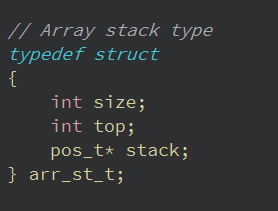 // Array stack type
typedef struct
{
    int size;
    int top;
    pos_t* stack;
} arr_st_t;